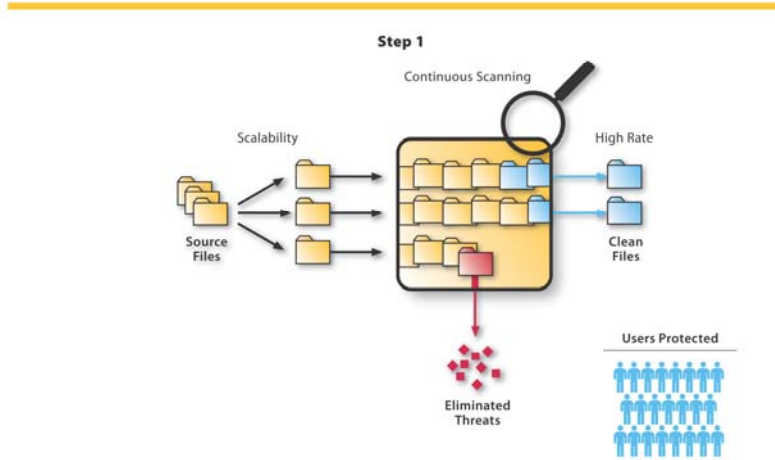 Step 1
Continuous Scanning
Scalability
High Rate
Source
Files
Clean
Files
Users Protected
Eliminated
Threats